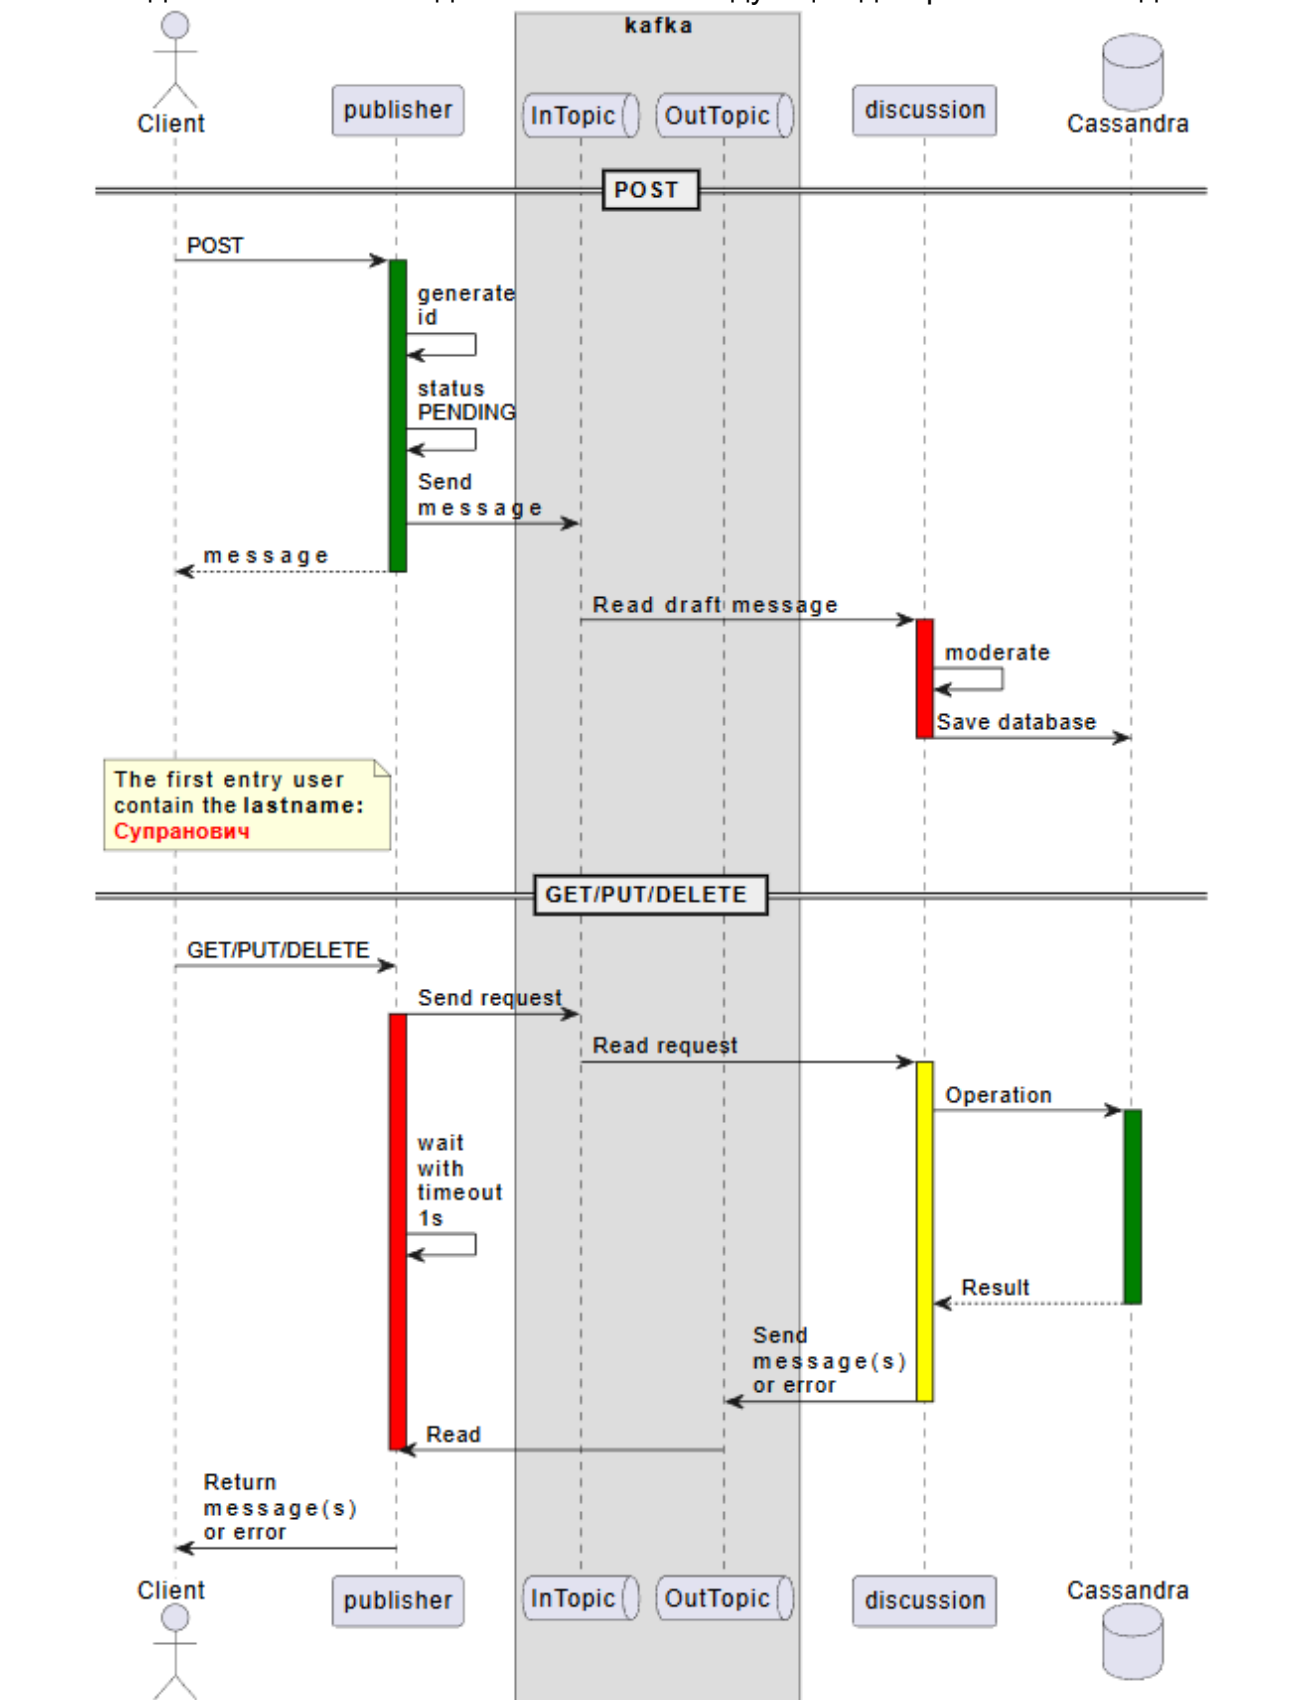 kafka
Client
publisher
InTopic
OutTopic
discussion
Cassandra
POST
POST
generate
id
status
PENDING
Send
message
message
Read draft message
moderate
Save database
The first entry user
contain the lastname:
Супранович
GET/PUT/DELETE
GET/PUT/DELETE
Send request
Read request
Operation
wait
with
timeout
1s
Result
Send
message(s)
or error
Read
Return
message(s)
or error
Client
publisher
InTopic
OutTopic
discussion
Cassandra